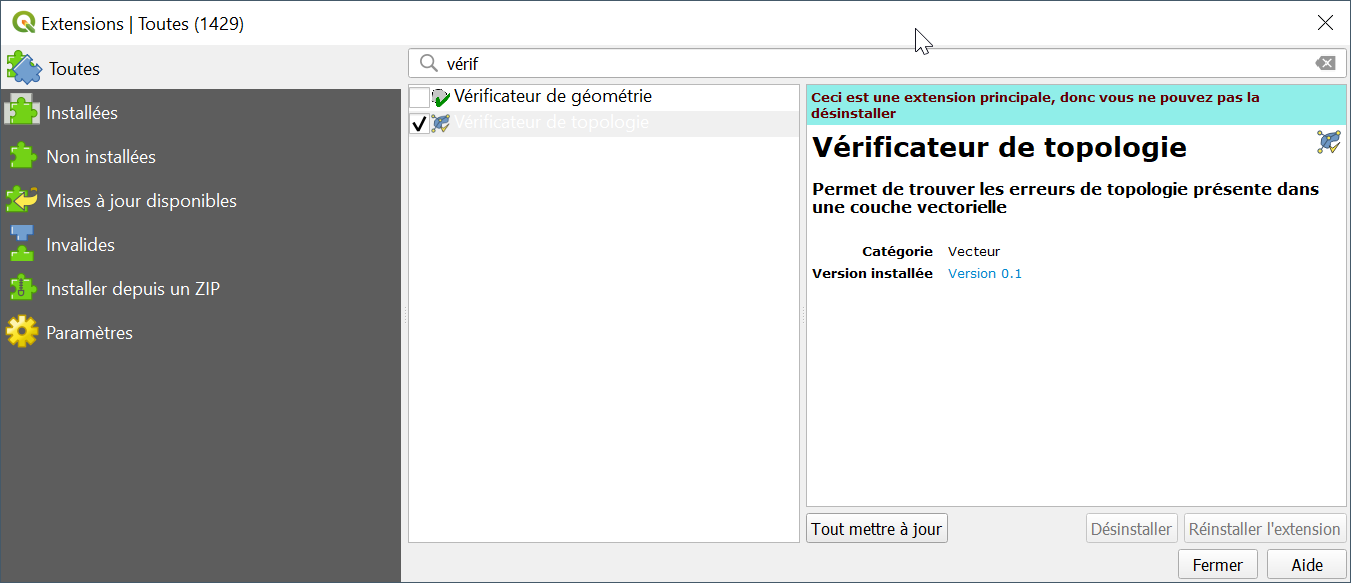 Extensions | Toutes (1429)
Toutes
Installées
Non installées
Mises à jour disponibles
Invalides
Installer depuis un ZIP
Paramètres
vérif
Vérificateur de géométrie
Vérificateur de topologie
Ceci est une extension principale, donc vous ne pouvez pas la
désinstaller
Vérificateur de topologie
Permet de trouver les erreurs de topologie présente dans
une couche vectorielle
Catégorie Vecteur
Version installée Version 0.1
Tout mettre à jour
Désinstaller
Réinstaller l'extension
Fermer
Aide